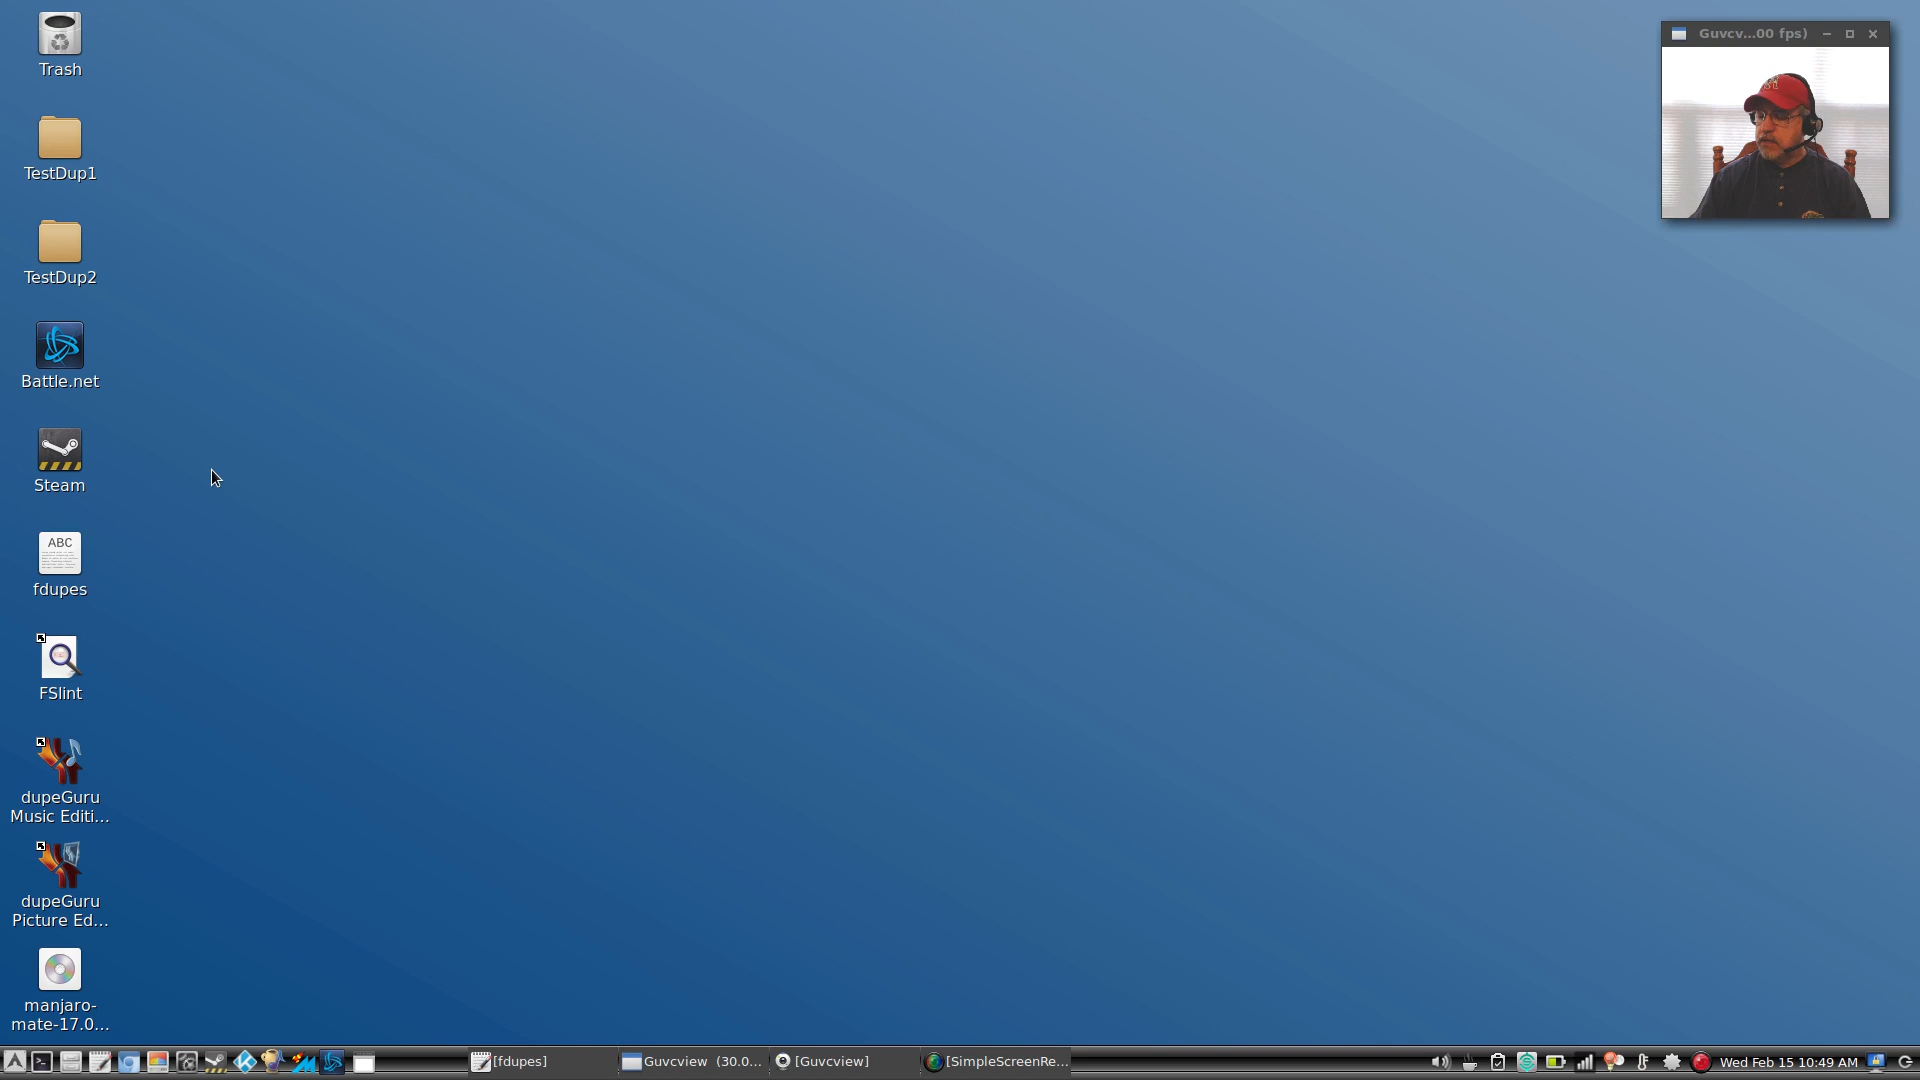 Trash
TestDup1
TestDup2
Battle.net
Steam
ABC
fdupes
FSlint
dupeGuru
Music Editi...
dupeGuru
Picture Ed...
manjaro-
mate-17.0...
Guvcv...00 fps)
[fdupes]
Guvcview (30.0...
[Guvcview]
[SimpleScreenRe...
Wed Feb 15 10:49 AM